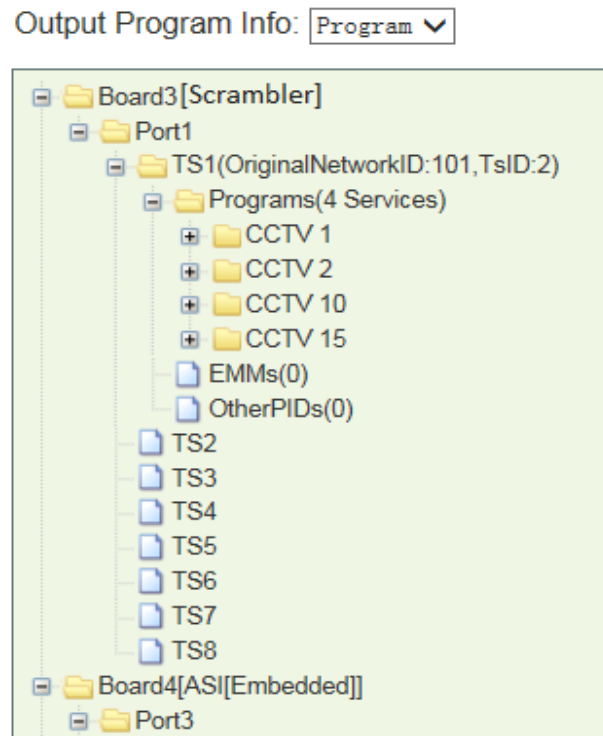 Output Program Info: Program
Board3[Scrambler]
Port1
TS1(OriginalNetworkID:101,TsID:2)
Programs(4 Services)
CCTV 1
CCTV 2
CCTV 10
CCTV 15
EMMs(0)
OtherPIDs(0)
TS2
TS3
TS4
TS5
TS6
TS7
TS8
Board4[ASI[Embedded]]
Port3